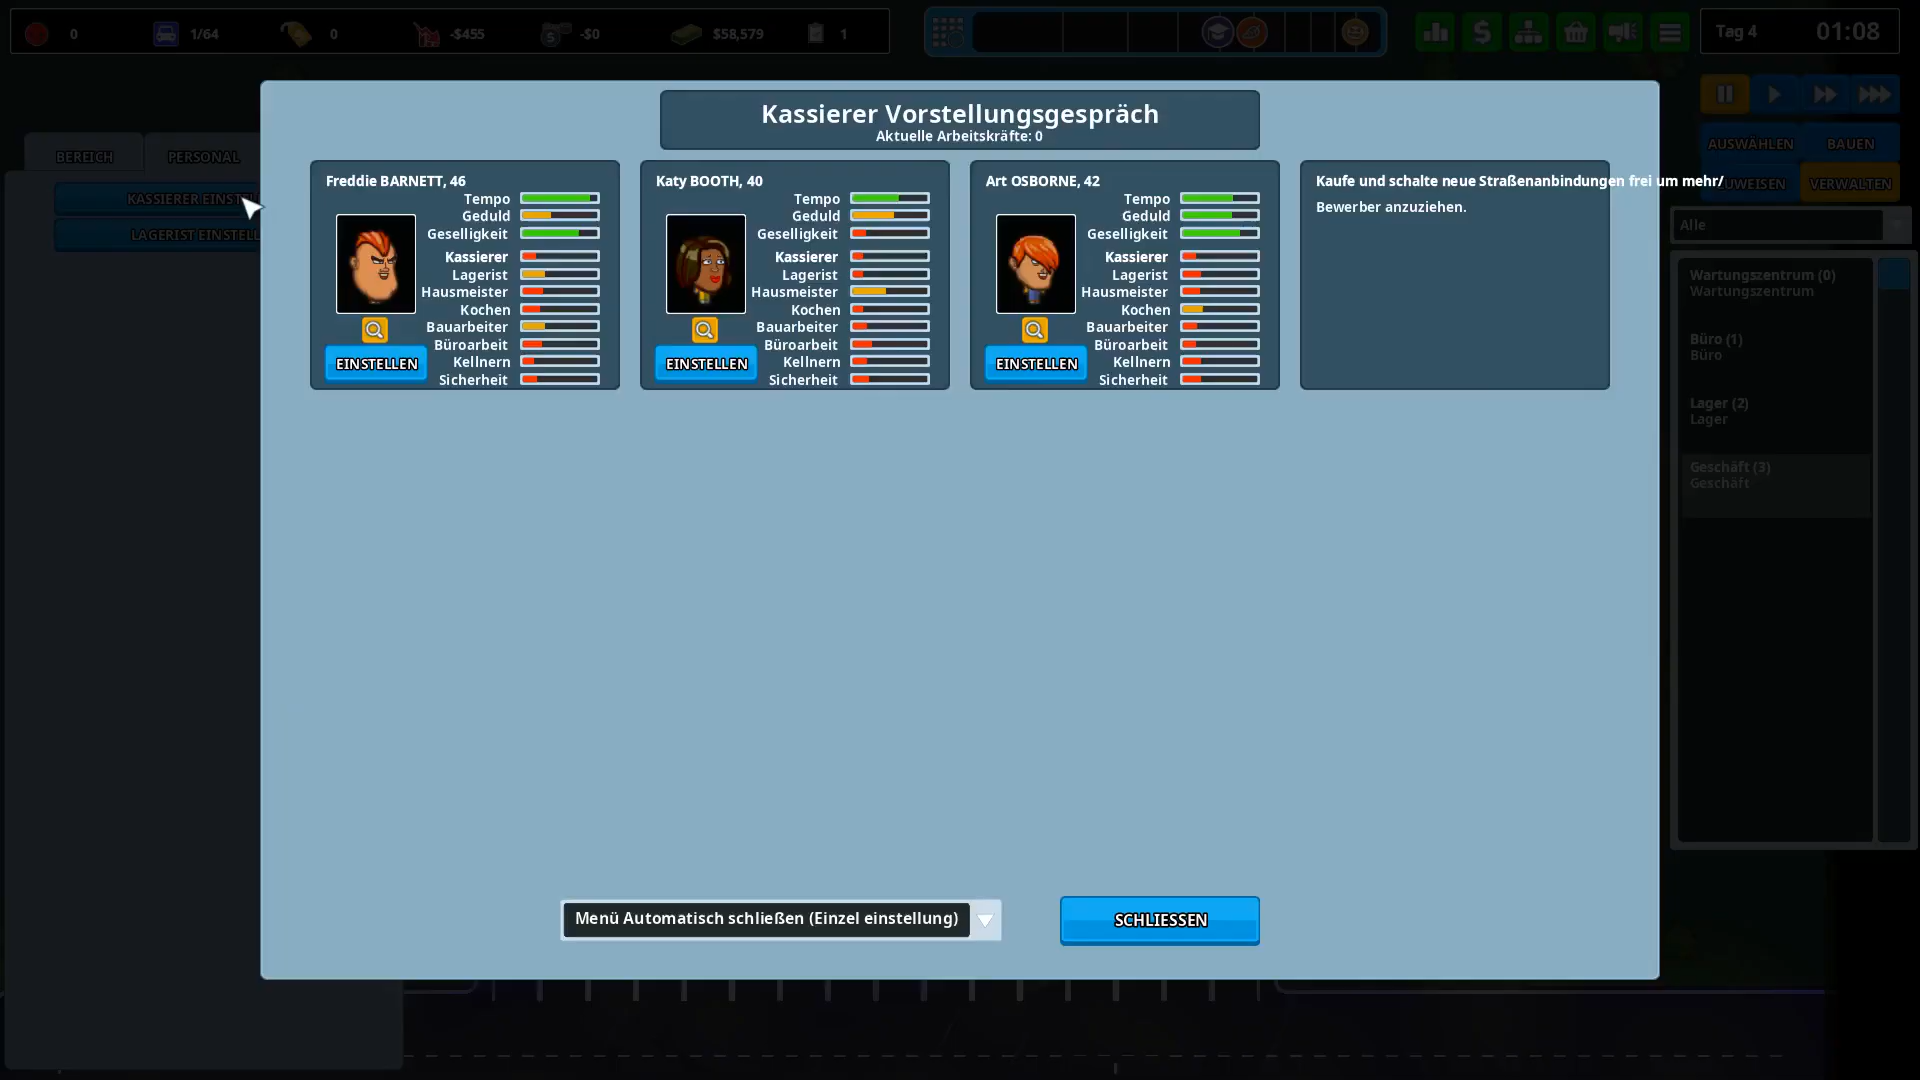 0
1/64
0
-$455
-$0
$58,579
1
Tag 4
01:08
Kassierer Vorstellungsgespräch
Aktuelle Arbeitskräfte: 0
BEREICH
PERSONAL
KASSIERER EINST
LAGERIST EINSTELL
AUSWÄHLEN
BAUEN
UWEISEN
VERWALTEN
Alle
Wartungszentrum (0)
Wartungszentrum
Büro (1)
Büro
Lager (2)
Lager
Geschäft (3)
Geschäft
Freddie BARNETT, 46
Tempo
Geduld
Geselligkeit
Kassierer
Lagerist
Hausmeister
Kochen
Bauarbeiter
Büroarbeit
Kellnern
Sicherheit
EINSTELLEN
Katy BOOTH, 40
Tempo
Geduld
Geselligkeit
Kassierer
Lagerist
Hausmeister
Kochen
Bauarbeiter
Büroarbeit
Kellnern
Sicherheit
EINSTELLEN
Art OSBORNE, 42
Tempo
Geduld
Geselligkeit
Kassierer
Lagerist
Hausmeister
Kochen
Bauarbeiter
Büroarbeit
Kellnern
Sicherheit
EINSTELLEN
Kaufe und schalte neue Straßenanbindungen frei um mehr/
Bewerber anzuziehen.
Menü Automatisch schließen (Einzel einstellung)
SCHLIESSEN